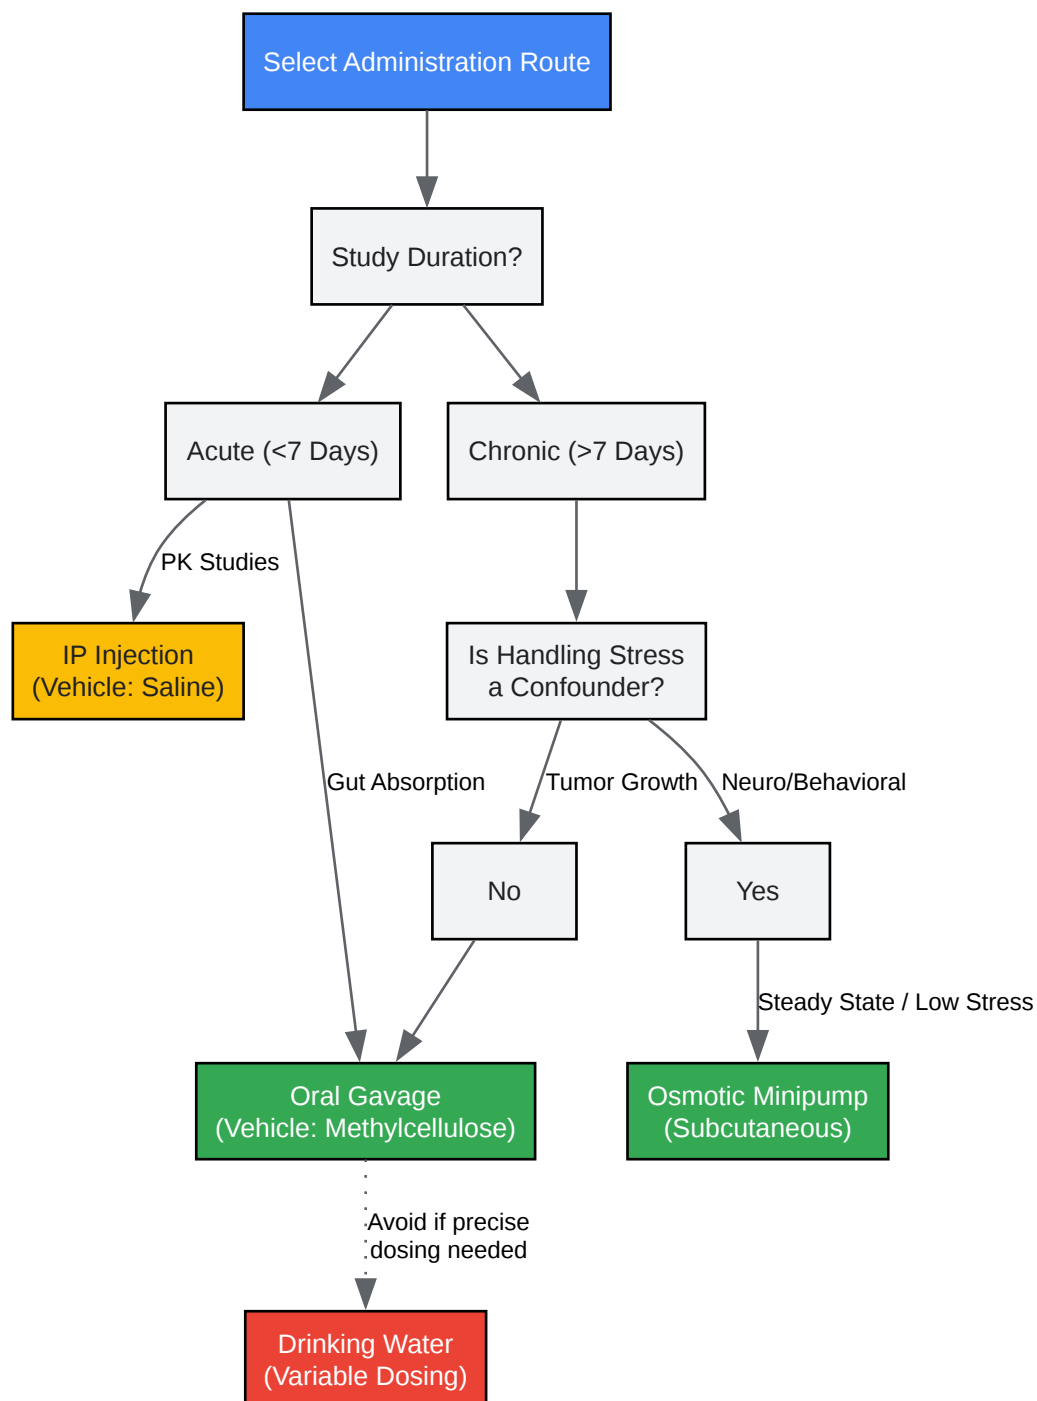 Select Administration Route
Study Duration?
Acute (<7 Days)
Chronic (>7 Days)
PK Studies
IP Injection
(Vehicle: Saline)
Is Handling Stress
a Confounder?
Gut Absorption
Tumor Growth
Neuro/Behavioral
No
Yes
Steady State / Low Stress
Oral Gavage
(Vehicle: Methylcellulose)
Osmotic Minipump
(Subcutaneous)
Avoid if precise
dosing needed
Drinking Water
(Variable Dosing)